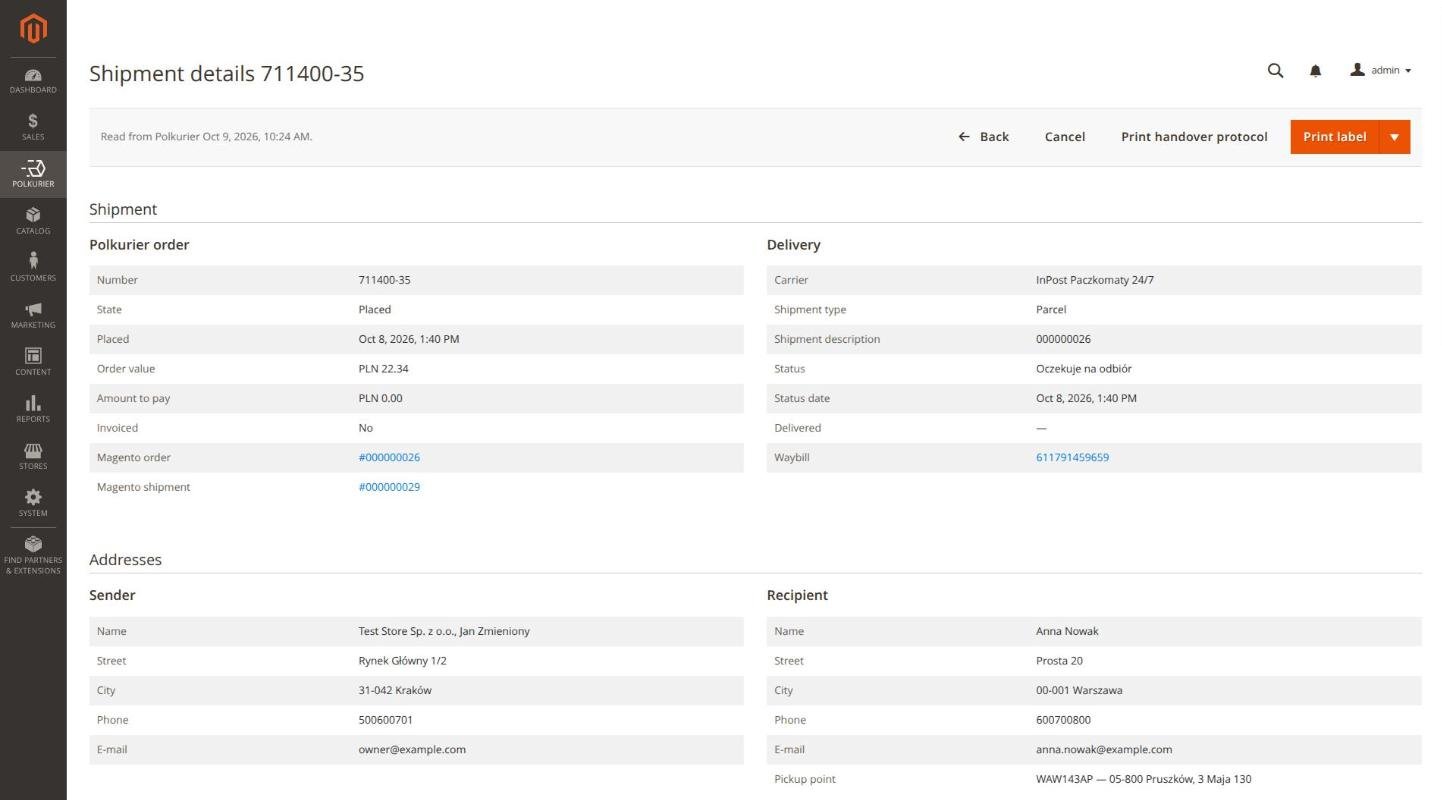 Shipment details 711400-35
admin
DASHBOARD
SALES
POLKURIER
CATALOG
CUSTOMERS
MARKETING
CONTENT
REPORTS
STORES
SYSTEM
FIND PARTNERS
& EXTENSIONS
Read from Polkurier Oct 9, 2026, 10:24 AM.
Back Cancel Print handover protocol Print label
Shipment
Polkurier order
Number 711400-35
State Placed
Placed Oct 8, 2026, 1:40 PM
Order value PLN 22.34
Amount to pay PLN 0.00
Invoiced No
Magento order #000000026
Magento shipment #000000029
Delivery
Carrier InPost Paczkomaty 24/7
Shipment type Parcel
Shipment description 000000026
Status Oczekuje na odbiór
Status date Oct 8, 2026, 1:40 PM
Delivered —
Waybill 611791459659
Addresses
Sender
Name Test Store Sp. z o.o., Jan Zmieniony
Street Rynek Główny 1/2
City 31-042 Kraków
Phone 500600701
E-mail owner@example.com
Recipient
Name Anna Nowak
Street Prosta 20
City 00-001 Warszawa
Phone 600700800
E-mail anna.nowak@example.com
Pickup point WAW143AP — 05-800 Pruszków, 3 Maja 130